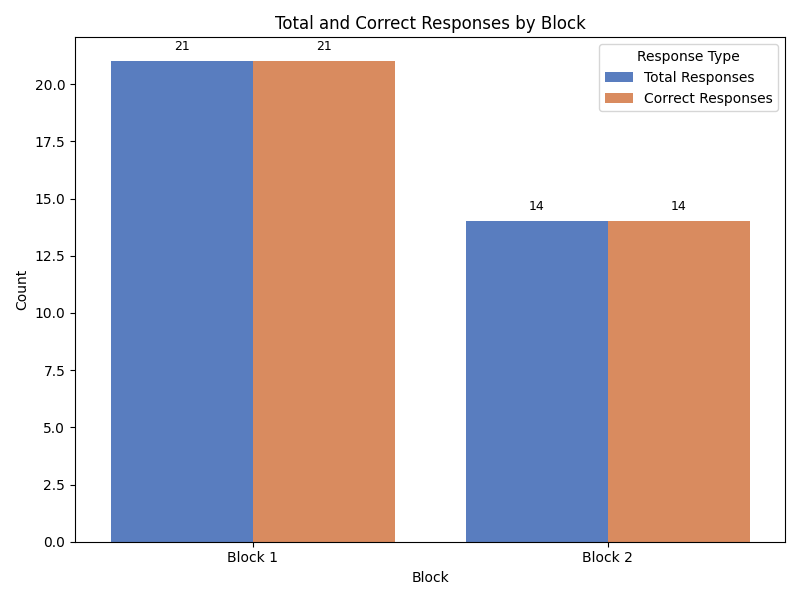 Total and Correct Responses by Block
21
21
Response Type
Total Responses
Correct Responses
20.0
17.5
15.0
14
14
12.5
Count
10.0
7.5
5.0
2.5
0.0
Block 1
Block 2
Block